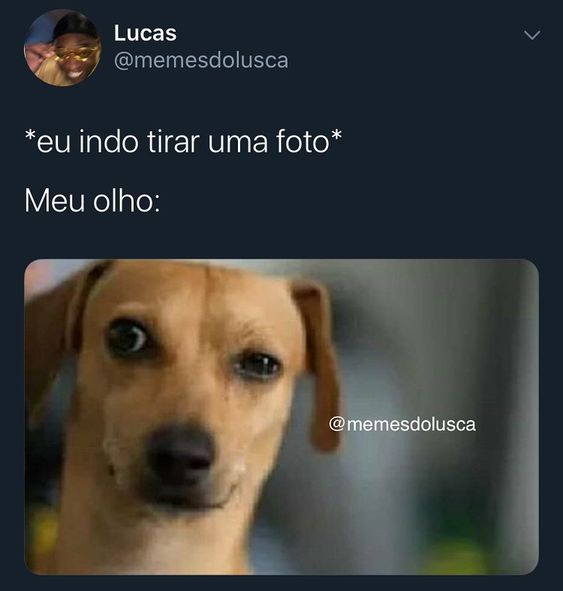 Lucas
@memesdolusca
*eu indo tirar uma foto*
Meu olho:
@memesdolusca